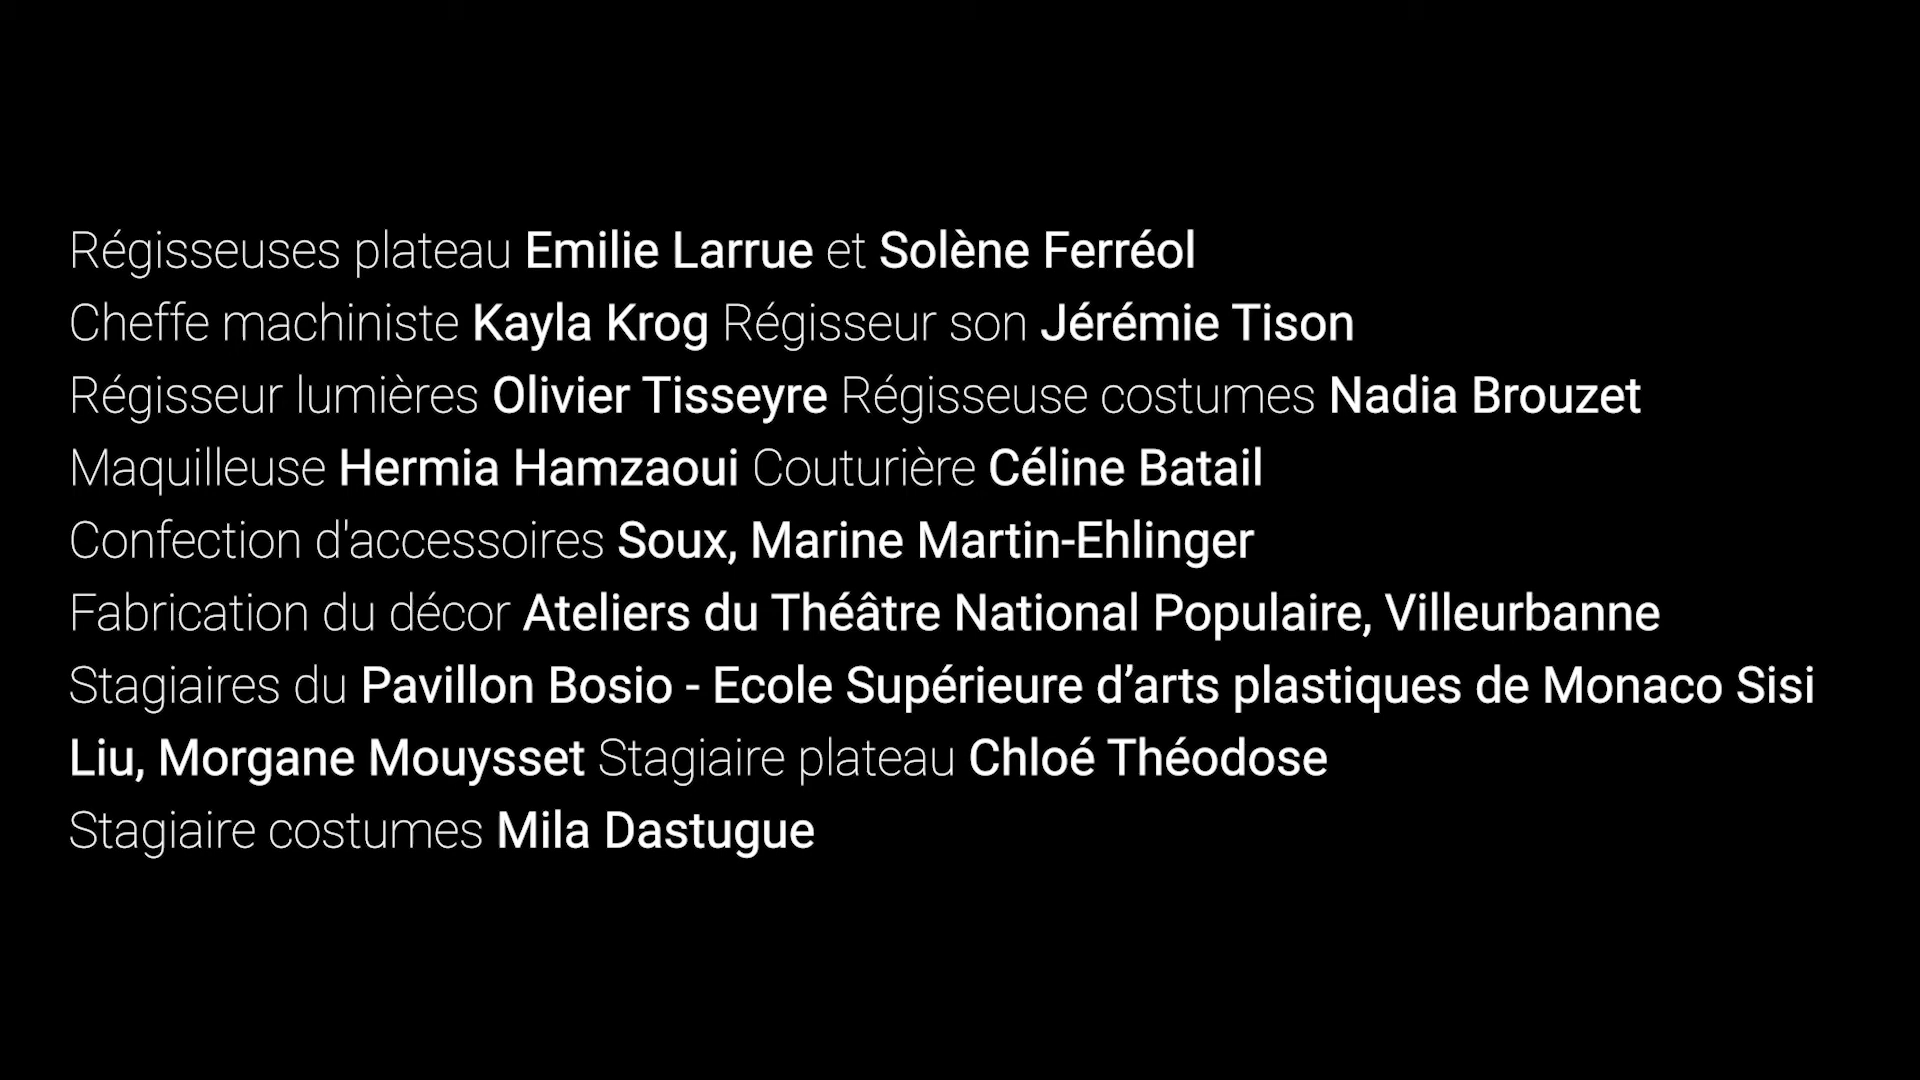 Régisseuses plateau Emilie Larrue et Solène Ferréol
Cheffe machiniste Kayla Krog Régisseur son Jérémie Tison
Régisseur lumières Olivier Tisseyre Régisseuse costumes Nadia Brouzet
Maquilleuse Hermia Hamzaoui Couturière Céline Batail
Confection d'accessoires Soux, Marine Martin-Ehlinger
Fabrication du décor Ateliers du Théâtre National Populaire, Villeurbanne
Stagiaires du Pavillon Bosio - Ecole Supérieure d’arts plastiques de Monaco Sisi
Liu, Morgane Mouysset Stagiaire plateau Chloé Théodose
Stagiaire costumes Mila Dastugue